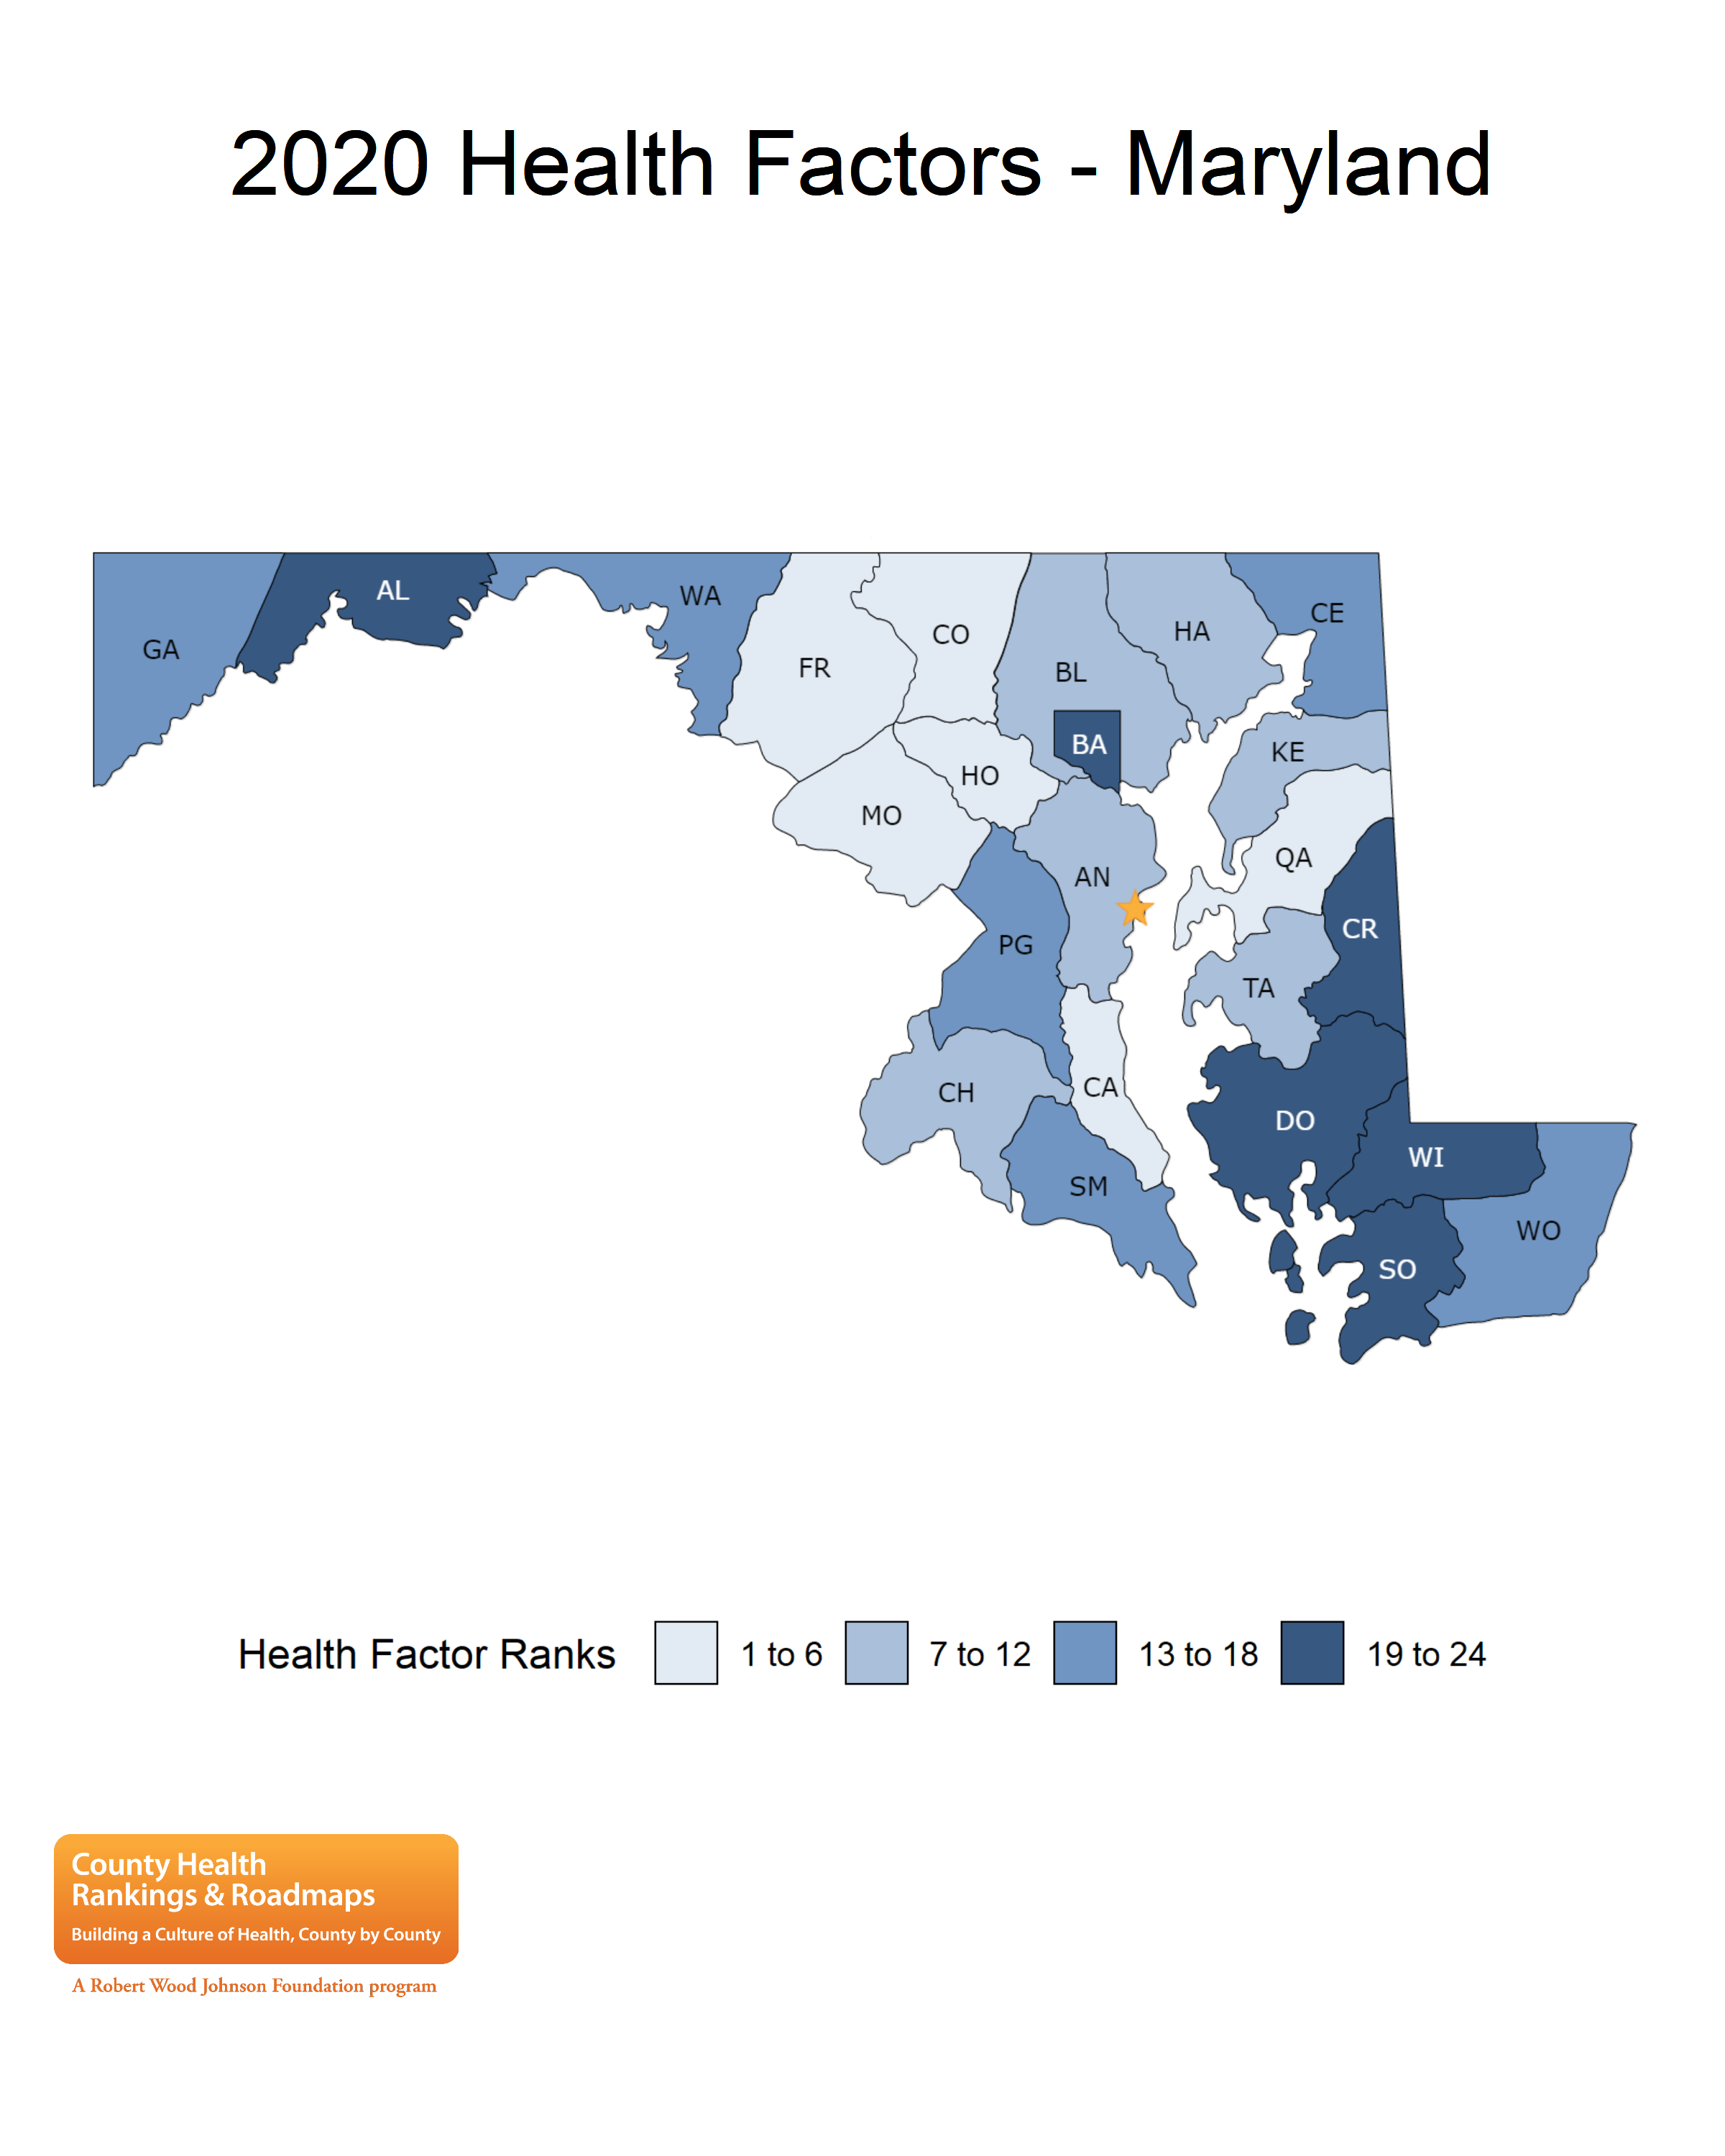 2020 Health Factors - Maryland
AL
WA
CE
HA
CO
GA
FR
BL
BA
KE
HO
MO
QA
AN
CR
PG
TA
CA
CH
DO
WI
SM
WO
SO
Health Factor Ranks 1 to 6 7 to 12 13 to 18 19 to 24
County Health
Rankings & Roadmaps
Building a Culture of Health, County by County
A Robert Wood Johnson Foundation program